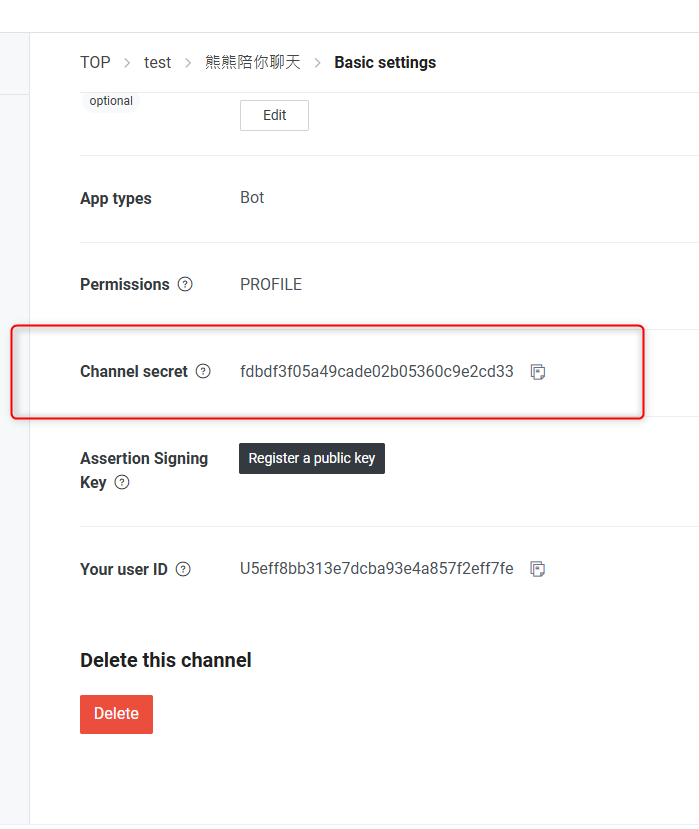 TOP > test > 熊熊陪你聊天 > Basic settings
optional
Edit
App types Bot
Permissions ? PROFILE
Channel secret ? fdbdf3f05a49cade02b05360c9e2cd33
Assertion Signing
Key ?
Register a public key
Your user ID ? U5eff8bb313e7dcba93e4a857f2eff7fe
Delete this channel
Delete